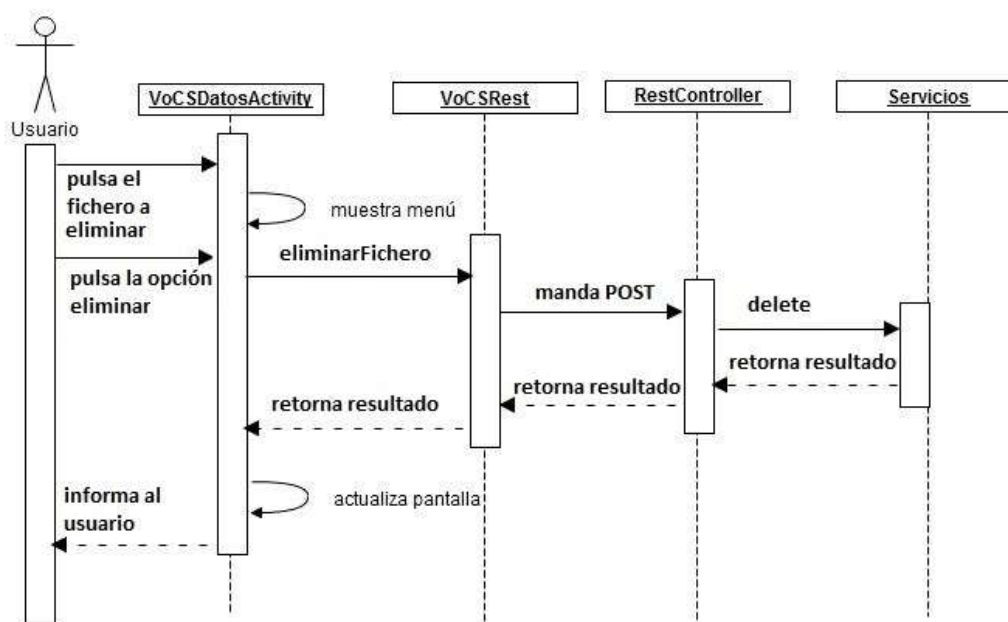 Usuario
VoCSDatosActivity
VoCSRest
RestController
Servicios
pulsa el
fichero a
eliminar
muestra menú
pulsa la opción
eliminar
eliminarFichero
manda POST
delete
retorna resultado
retorna resultado
retorna resultado
actualiza pantalla
informa al
usuario